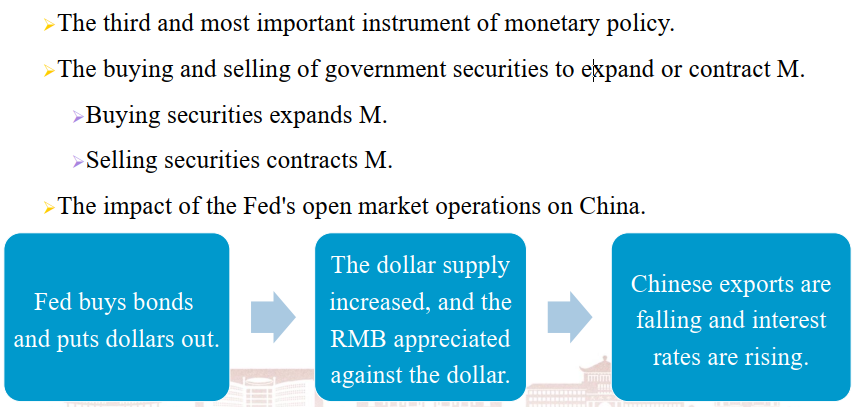 The third and most important instrument of monetary policy.
The buying and selling of government securities to expand or contract M.
Buying securities expands M.
Selling securities contracts M.
The impact of the Fed's open market operations on China.
Fed buys bonds
and puts dollars out.
The dollar supply
increased, and the
RMB appreciated
against the dollar.
Chinese exports are
falling and interest
rates are rising.